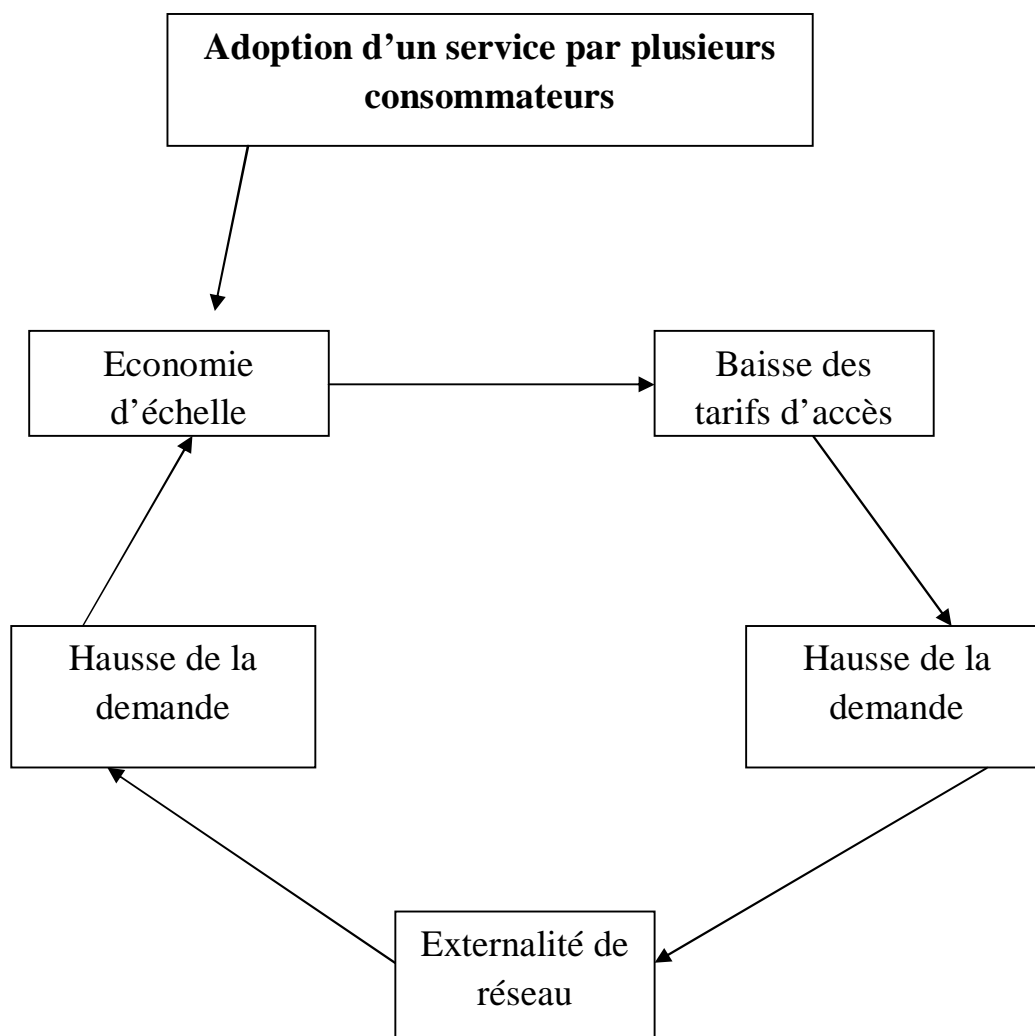 Adoption d’un service par plusieurs
consommateurs
Economie
d’échelle
Baisse des
tarifs d’accès
Hausse de la
demande
Hausse de la
demande
Externalité de
réseau